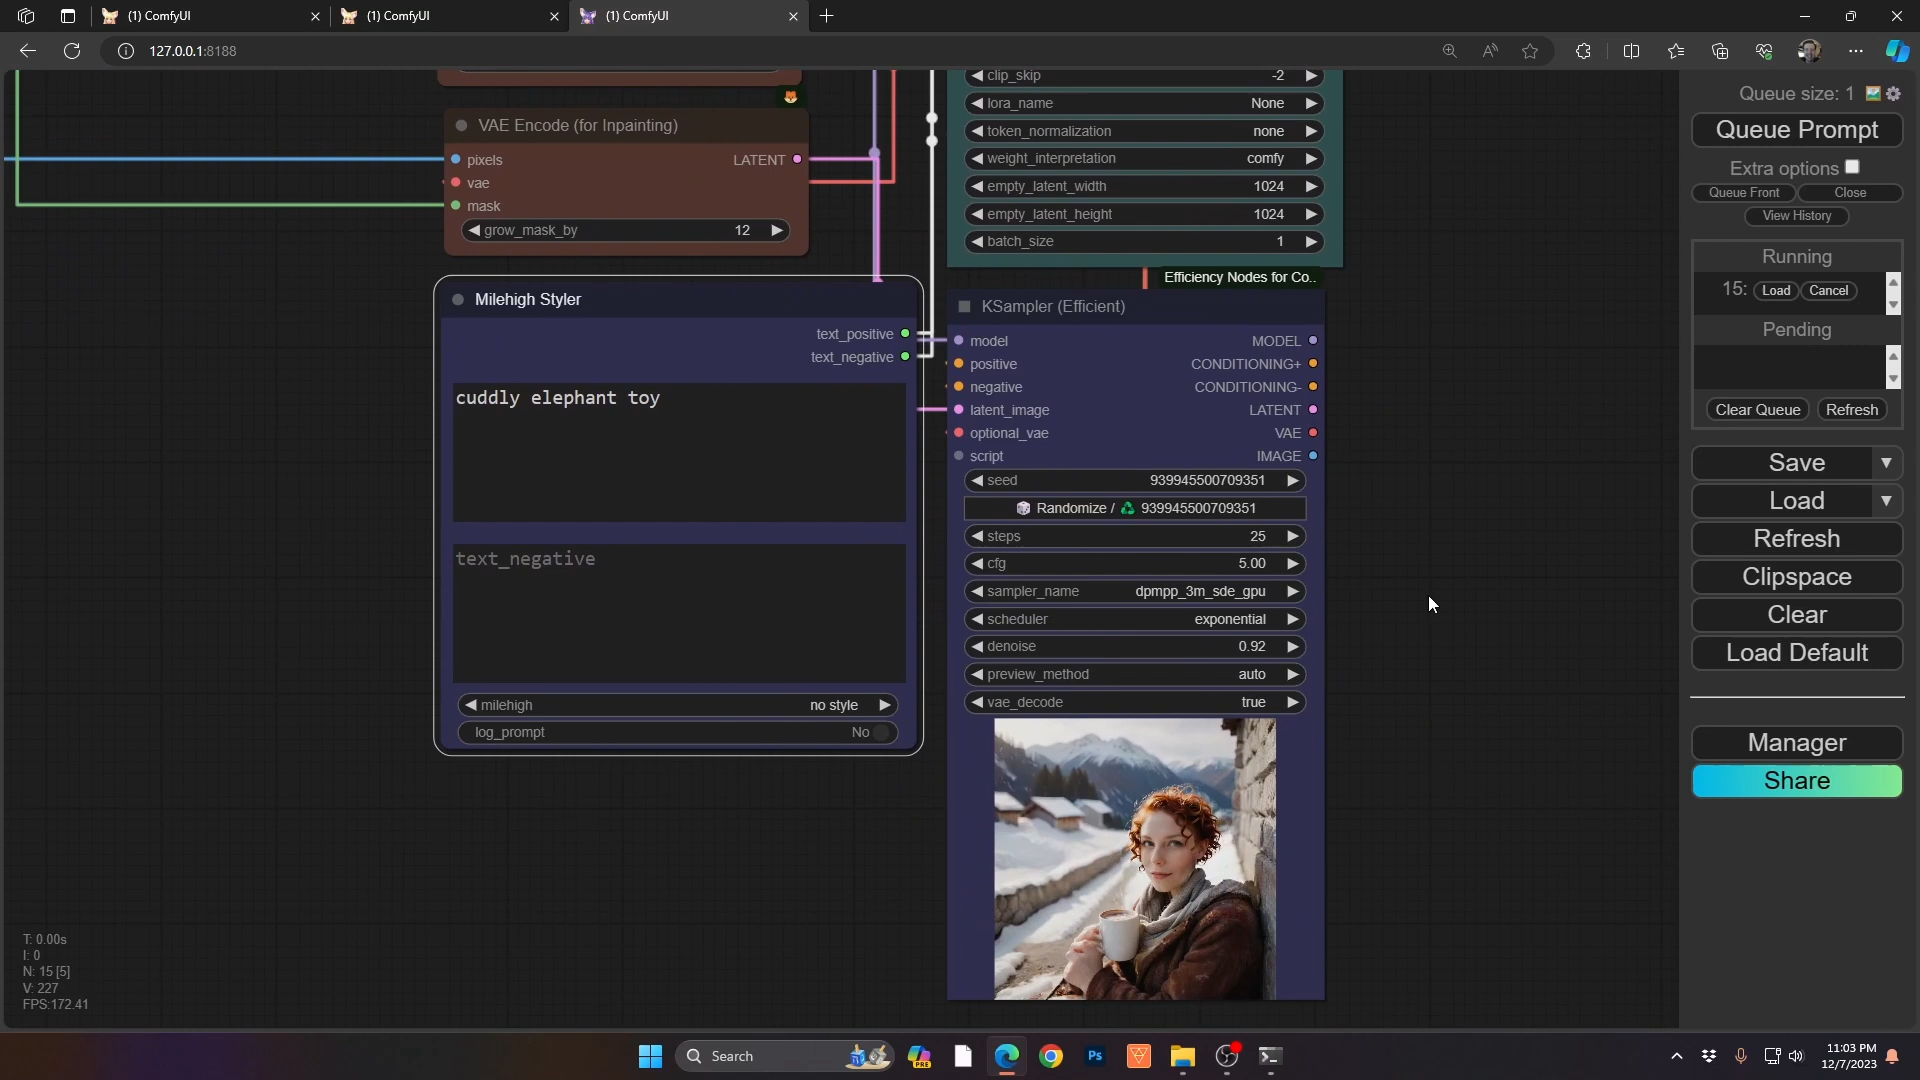 (1) ComfyUI
(1) ComfyUI
(1) ComfyUI
127.0.0.1:8188
VAE Encode (for Inpainting)
pixels LATENT
vae
mask
grow_mask_by 12
Milehigh Styler
text_positive
text_negative
cuddly elephant toy
text_negative
milehigh no style
log_prompt No
clip_skip -2
lora_name None
token_normalization none
weight_interpretation comfy
empty_latent_width 1024
empty_latent_height 1024
batch_size 1
Efficiency Nodes for Co..
KSampler (Efficient)
model MODEL
positive CONDITIONING+
negative CONDITIONING-
latent_image LATENT
optional_vae VAE
script IMAGE
seed 939945500709351
Randomize / 939945500709351
steps 25
cfg 5.00
sampler_name dpmpp_3m_sde_gpu
scheduler exponential
denoise 0.92
preview_method auto
vae_decode true
Queue size: 1
Queue Prompt
Extra options
Queue Front Close
View History
Running
15: Load Cancel
Pending
Clear Queue Refresh
Save
Load
Refresh
Clipspace
Clear
Load Default
Manager
Share
T: 0.00s
I: 0
N: 15 [5]
V: 227
FPS:172.41
Search
PRE
Ps
11:03 PM
12/7/2023